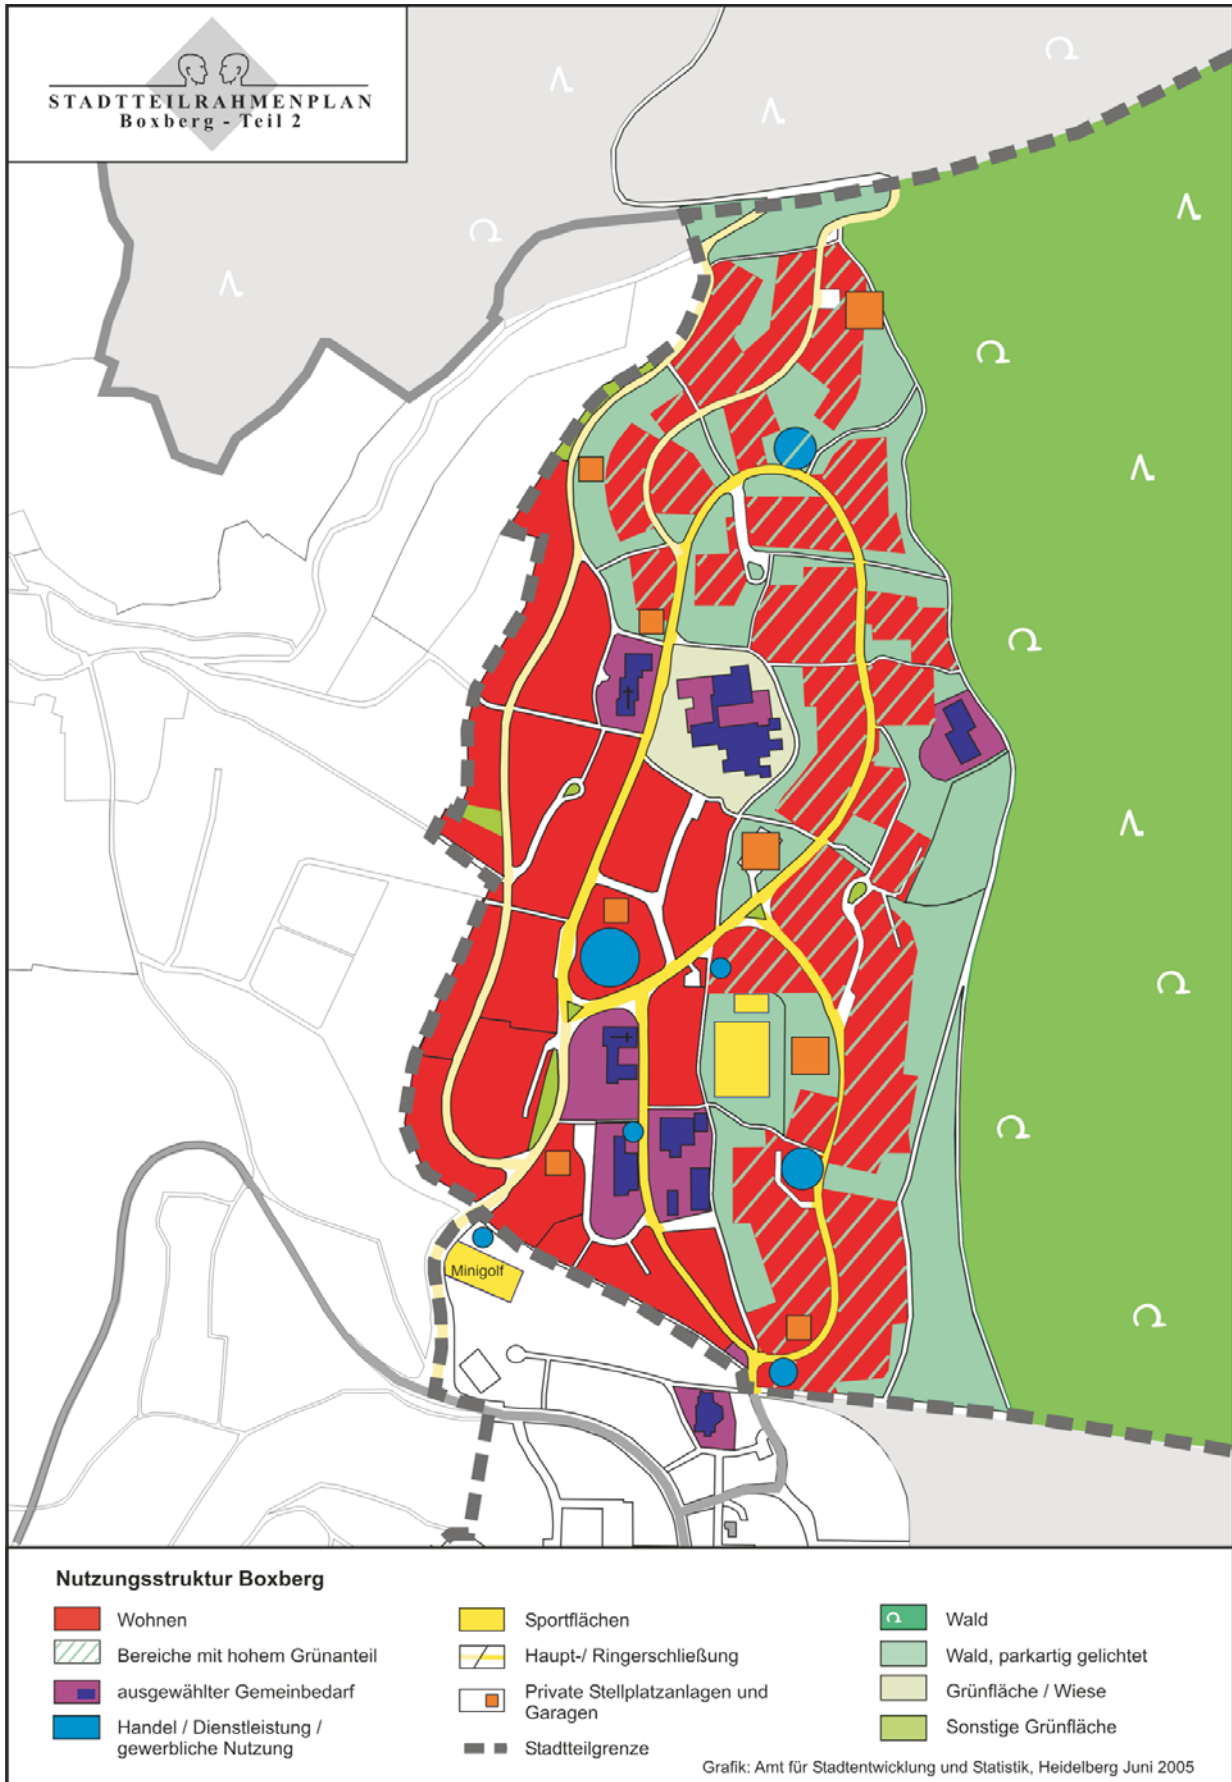 STADTTEILRAHMENPLAN
Boxberg - Teil 2
Minigolf
Nutzungsstruktur Boxberg
Wohnen
Bereiche mit hohem Grünanteil
ausgewählter Gemeinbedarf
Handel / Dienstleistung /
gewerbliche Nutzung
Sportflächen
Haupt-/ Ringerschließung
Private Stellplatzanlagen und
Garagen
Stadtteilgrenze
Wald
Wald, parkartig gelichtet
Grünfläche / Wiese
Sonstige Grünfläche
Grafik: Amt für Stadtentwicklung und Statistik, Heidelberg Juni 2005